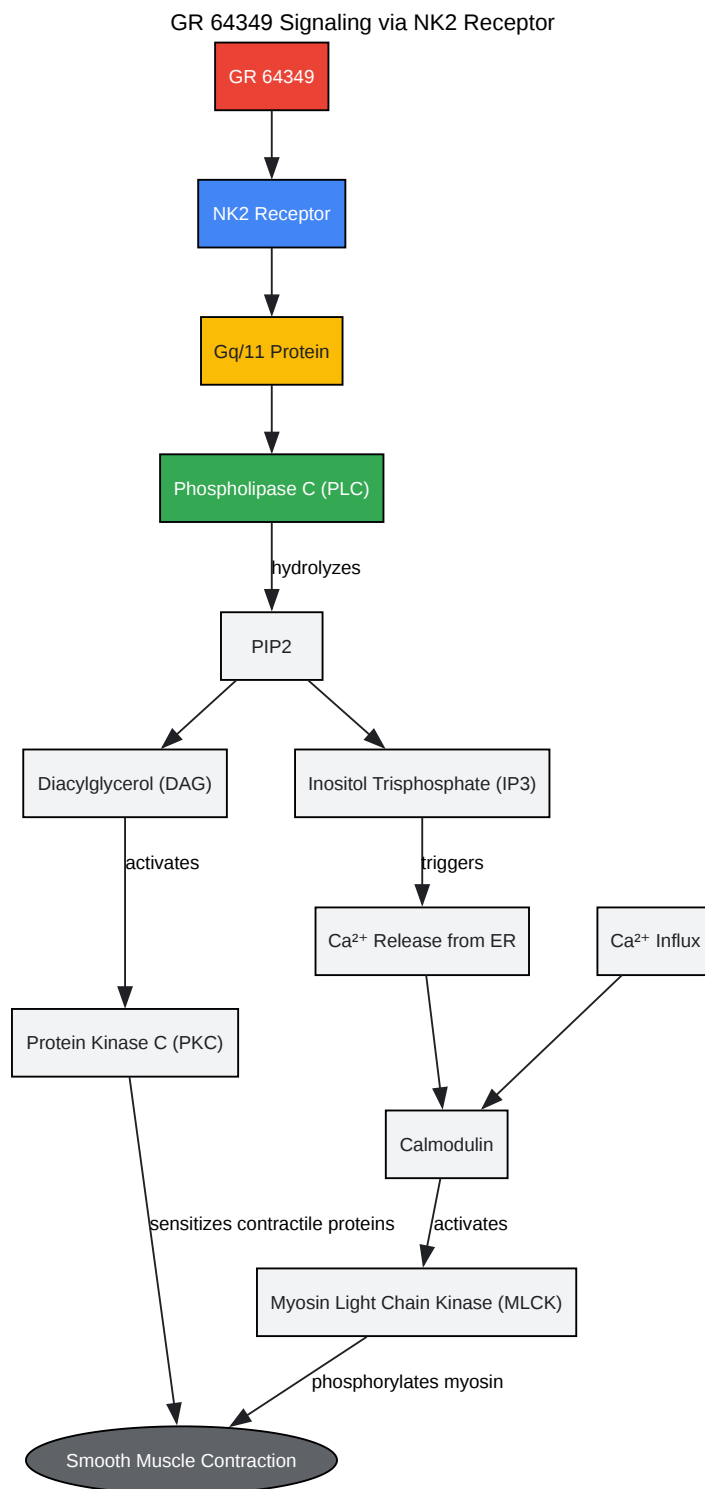 GR 64349 Signaling via NK2 Receptor
GR 64349
NK2 Receptor
Gq/11 Protein
Phospholipase C (PLC)
hydrolyzes
PIP2
Diacylglycerol (DAG)
Inositol Trisphosphate (IP3)
activates
triggers
Ca²⁺ Release from ER
Ca²⁺ Influx
Protein Kinase C (PKC)
Calmodulin
sensitizes contractile proteins
activates
Myosin Light Chain Kinase (MLCK)
phosphorylates myosin
Smooth Muscle Contraction